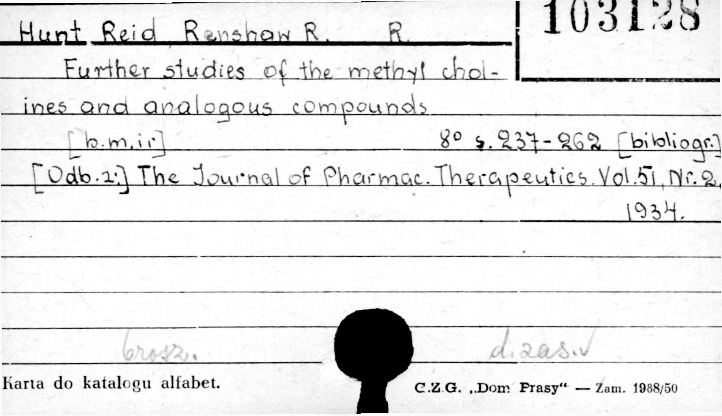 103128
Hunt Reid, Renshaw R. R.
Further studies of the methyl chol-
ines and analogous compounds
[b.m.ir.] 8° s. 237-262 [bibliogr.]
[Odb. z:] The Journal of Pharmac. Therapeutics. Vol. 51, Nr. 2,
1934.
brosz. d. zas. v
Karta do katalogu alfabet. C.Z.G. „Dom Prasy“ — Zam. 1988/50